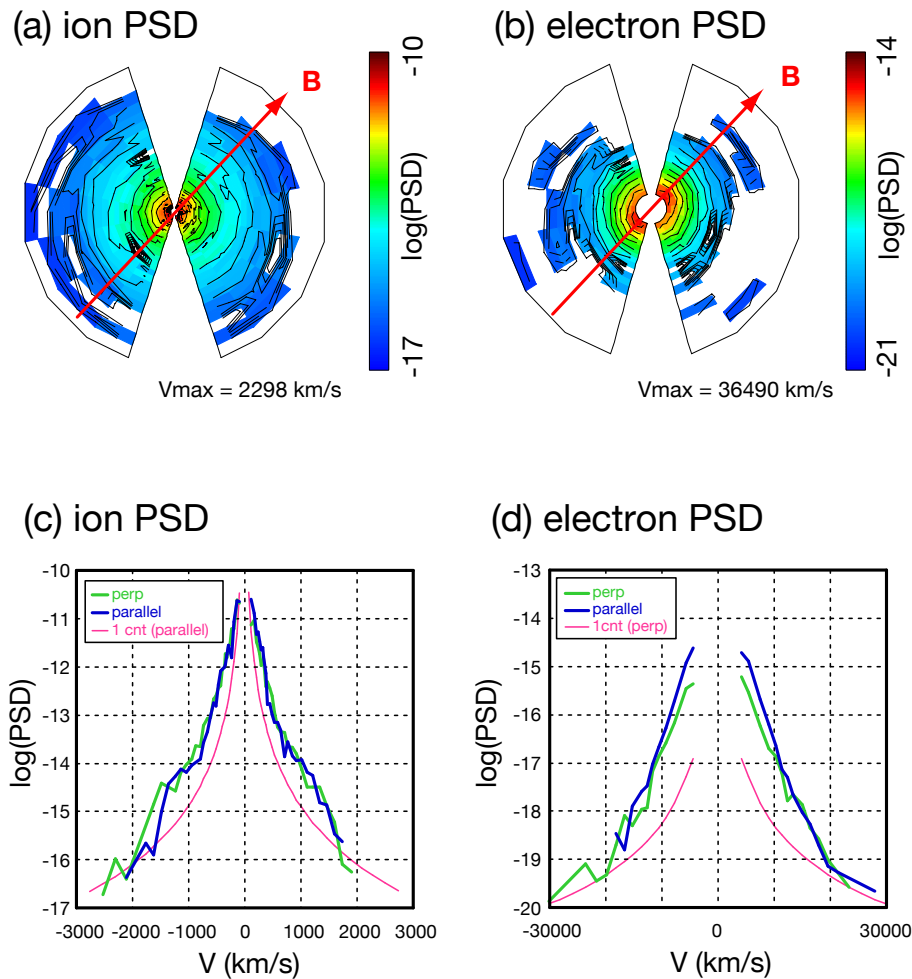 (a) ion PSD
(b) electron PSD
-10
B
log(PSD)
-17
Vmax = 2298 km/s
-14
B
log(PSD)
-21
Vmax = 36490 km/s
(c) ion PSD
(d) electron PSD
-10
-11
-12
-13
-14
-15
-16
-17
log(PSD)
perp
parallel
1 cnt (parallel)
-3000 -2000 -1000 0 1000 2000 3000
V (km/s)
-13
-14
-15
-16
-17
-18
-19
-20
log(PSD)
perp
parallel
1cnt (perp)
-30000 0 10000 30000
V (km/s)